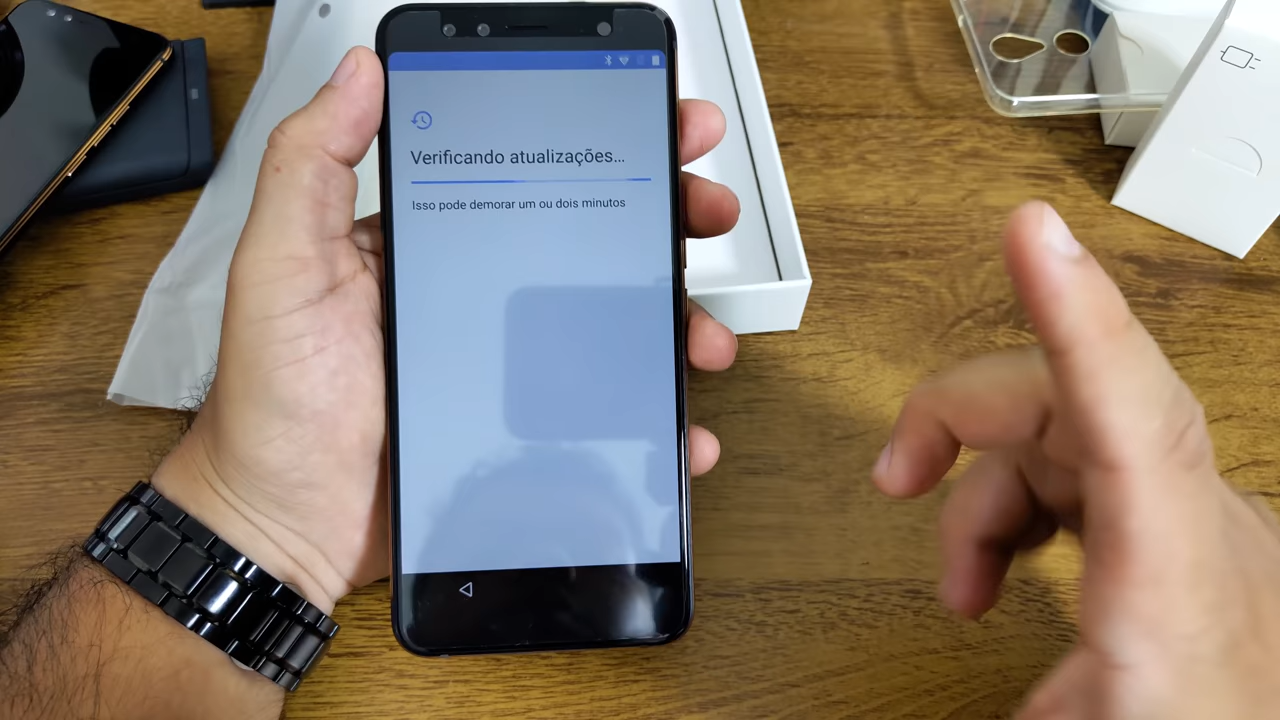 Verificando atualizações...
Isso pode demorar um ou dois minutos